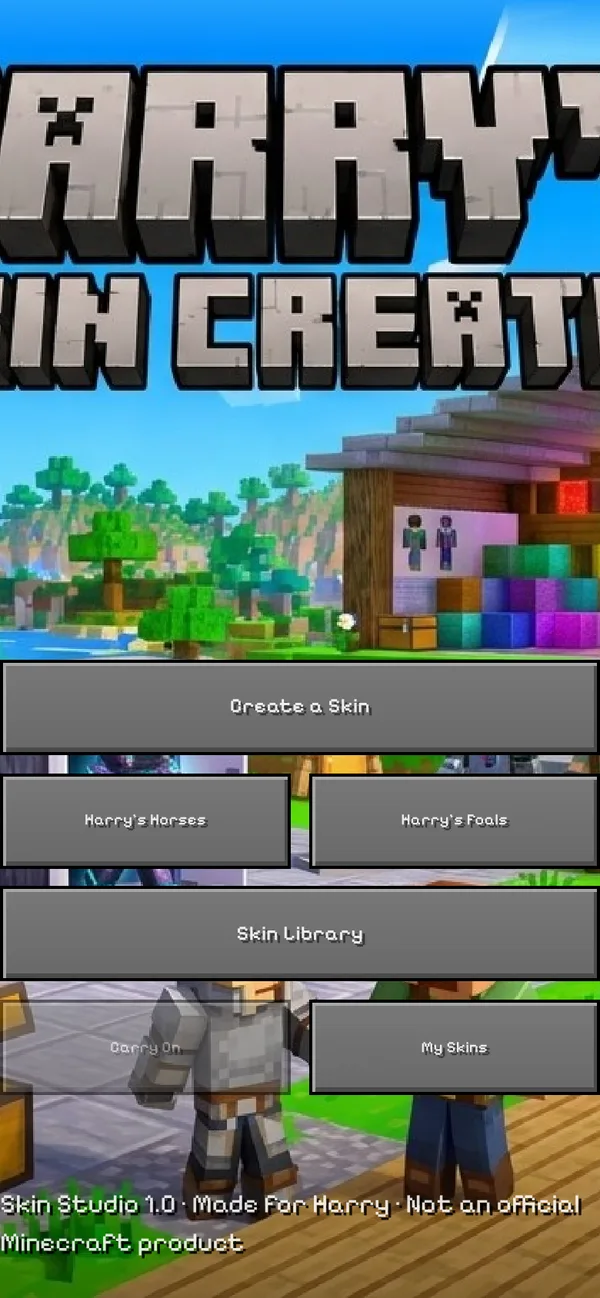 ARRY'
IN CREAT
Create a Skin
Harry's Horses
Harry's Foals
Skin Library
Carry On
My Skins
Skin Studio 1.0 · Made for Harry · Not an official
Minecraft product